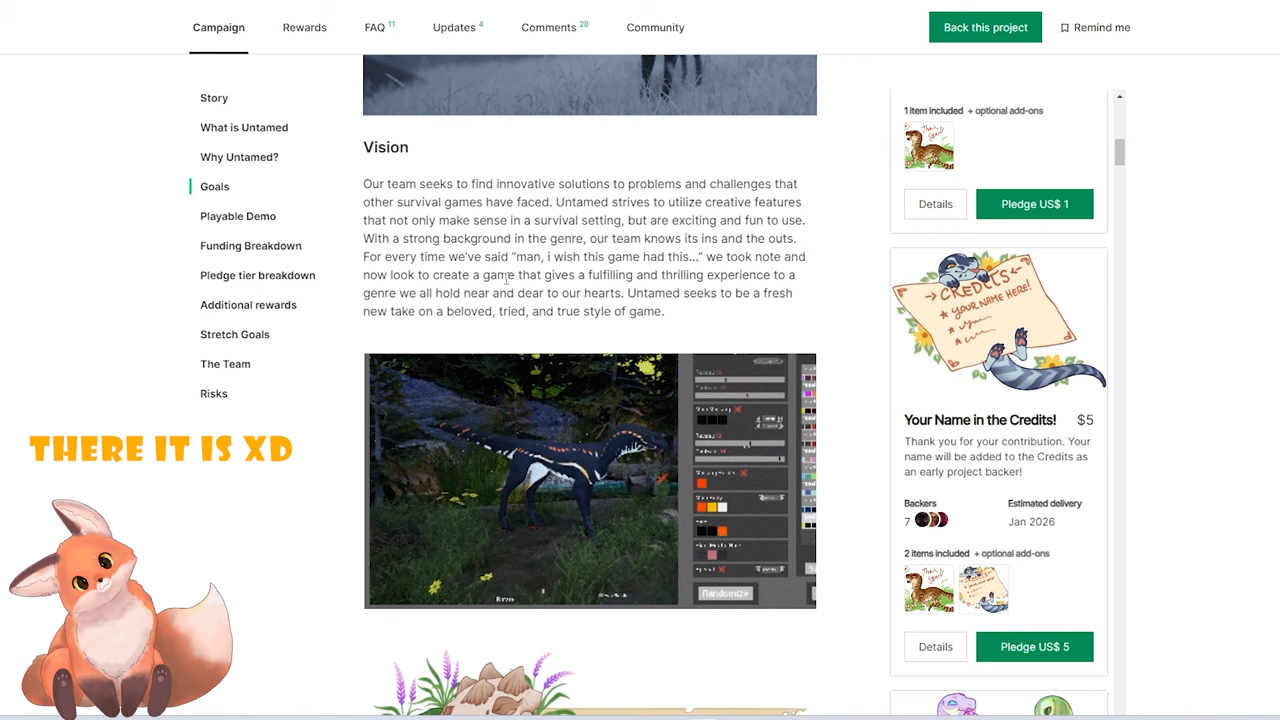 Campaign
Rewards
FAQ 11
Updates 4
Comments 28
Community
Back this project
Remind me
Story
What is Untamed
Why Untamed?
Goals
Playable Demo
Funding Breakdown
Pledge tier breakdown
Additional rewards
Stretch Goals
The Team
Risks
THERE IT IS XD
Vision
Our team seeks to find innovative solutions to problems and challenges that
other survival games have faced. Untamed strives to utilize creative features
that not only make sense in a survival setting, but are exciting and fun to use.
With a strong background in the genre, our team knows its ins and the outs.
For every time we've said “man, i wish this game had this...” we took note and
now look to create a game that gives a fulfilling and thrilling experience to a
genre we all hold near and dear to our hearts. Untamed seeks to be a fresh
new take on a beloved, tried, and true style of game.
Randomize
1 item included + optional add-ons
Thank you!
Details
Pledge US$ 1
CREDITS
YOUR NAME HERE!
Your Name in the Credits! $5
Thank you for your contribution. Your
name will be added to the Credits as
an early project backer!
Backers
7
Estimated delivery
Jan 2026
2 items included + optional add-ons
Details
Pledge US$ 5